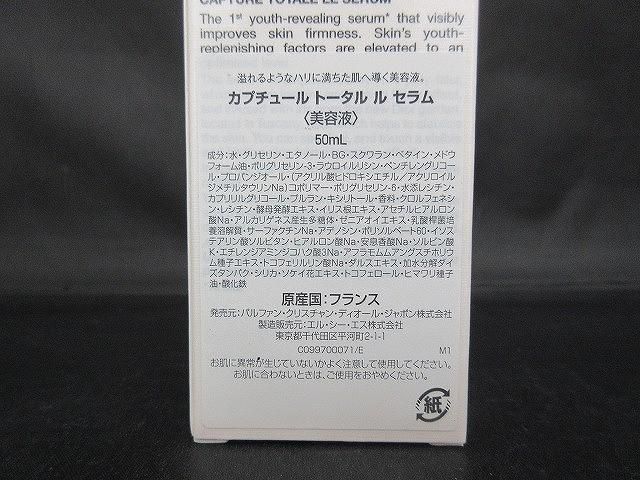 CAPTURE TOTALE LE SERUM*
The 1st youth-revealing serum* that visibly
improves skin firmness. Skin's youth-
replenishing factors are elevated to an
溢れるようなハリに満ちた肌へ導く美容液。
カプチュール トータル ル セラム
〈美容液〉
50mL
成分:水・グリセリン・エタノール・BG・スクワラン・ベタイン・メドウ
フォーム油・ポリグリセリン-3・ラウロイルリシン・ペンチレングリコー
ル・プロパンジオール・(アクリル酸ヒドロキシエチル/アクリロイル
ジメチルタウリンNa)コポリマー・ポリグリセリン-6・水添レシチン・
カプリリルグリコール・プルラン・キシリトール・香料・クロルフェネシ
ン・レシチン・酵母発酵エキス・イリス根エキス・アセチルヒアルロン
酸Na・アルカリゲネス産生多糖体・ゼニアオイエキス・乳酸桿菌培
養溶解質・サーファクチンNa・アデノシン・ポリソルベート60・イソス
テアリン酸ソルビタン・ヒアルロン酸Na・安息香酸Na・ソルビン酸
K・エチレンジアミンジコハク酸3Na・アフラモムムアングスチホリウ
ム種子エキス・トコフェリルリン酸Na・ダルスエキス・加水分解ダイ
ズタンパク・シリカ・ソケイ花エキス・トコフェロール・ヒマワリ種子
油・酸化鉄
原産国:フランス
発売元:パルファン・クリスチャン・ディオール・ジャポン株式会社
製造販売元:エル・シー・エス株式会社
東京都千代田区平河町2-1-1
C099700071/E M1
お肌に異常が生じていないかよく注意して使用してください。
お肌に合わないときは、ご使用をおやめください。
紙